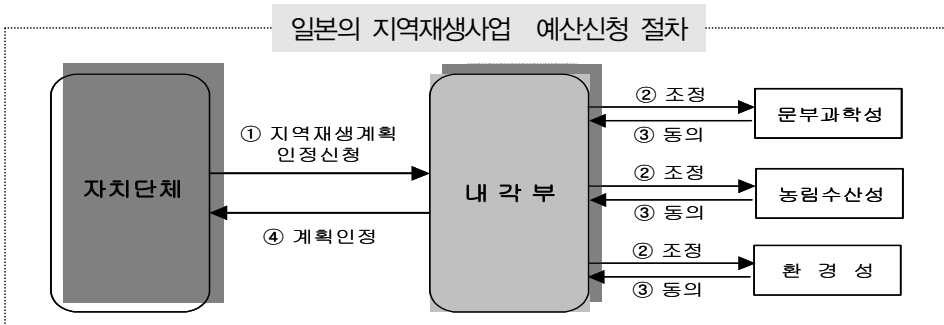 일본의 지역재생사업 예산신청 절차
자치단체
① 지역재생계획
인정신청
④ 계획인정
내 각 부
② 조정
③ 동의
문부과학성
② 조정
③ 동의
농림수산성
② 조정
③ 동의
환 경 성